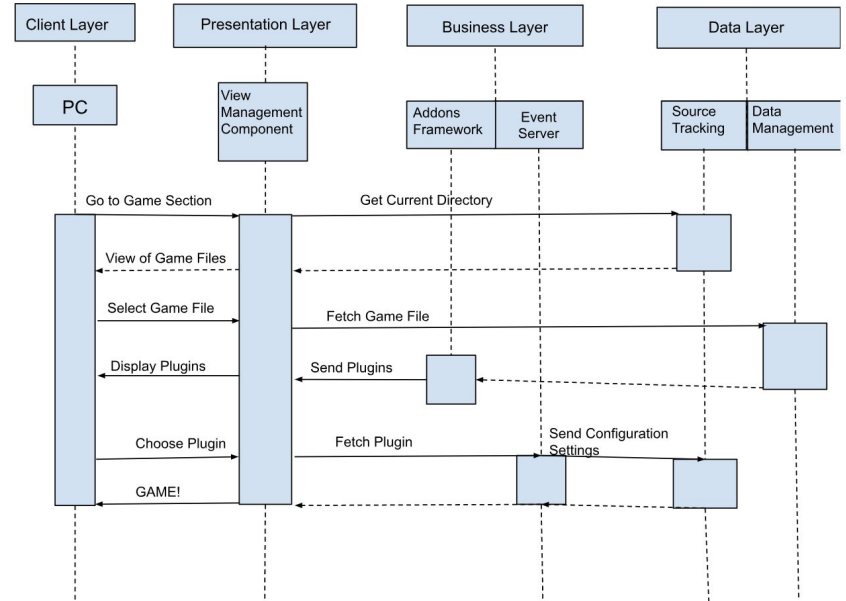 Client Layer
Presentation Layer
Business Layer
Data Layer
PC
View
Management
Component
Addons
Framework
Event
Server
Source
Tracking
Data
Management
Go to Game Section
Get Current Directory
View of Game Files
Select Game File
Fetch Game File
Display Plugins
Send Plugins
Choose Plugin
Fetch Plugin
Send Configuration
Settings
GAME!